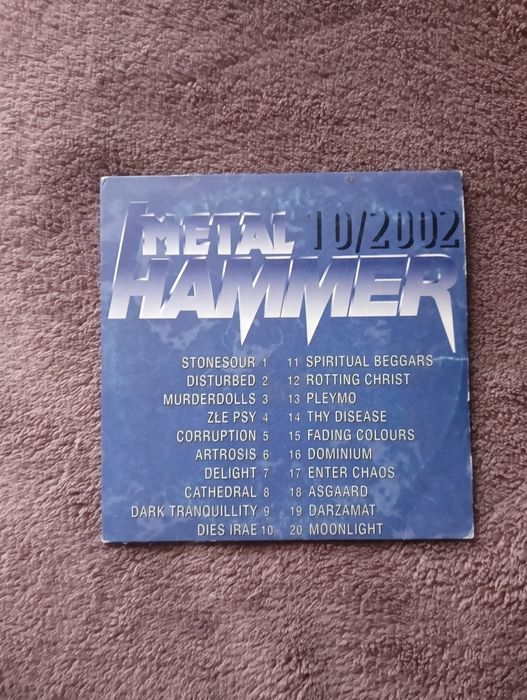 METAL 10/2002
HAMMER
STONESOUR 1
DISTURBED 2
MURDERDOLLS 3
ZŁE PSY 4
CORRUPTION 5
ARTROSIS 6
DELIGHT 7
CATHEDRAL 8
DARK TRANQUILLITY 9
DIES IRAE 10
11 SPIRITUAL BEGGARS
12 ROTTING CHRIST
13 PLEYMO
14 THY DISEASE
15 FADING COLOURS
16 DOMINIUM
17 ENTER CHAOS
18 ASGAARD
19 DARZAMAT
20 MOONLIGHT